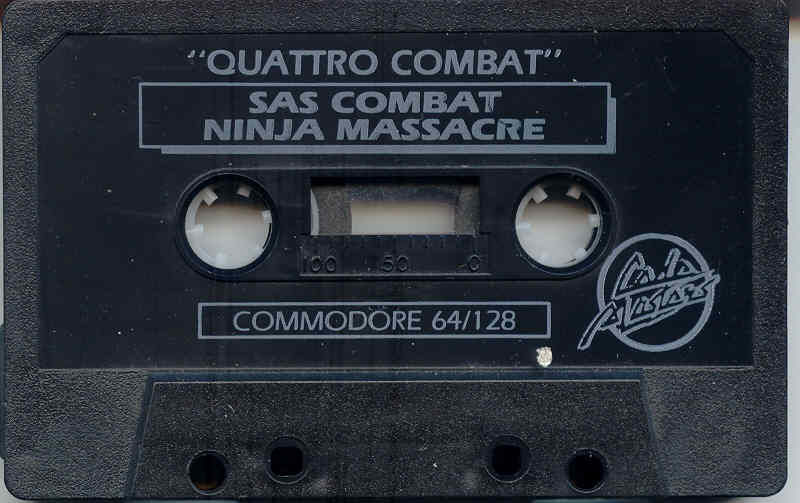 "QUATTRO COMBAT"
SAS COMBAT
NINJA MASSACRE
100 50 0
COMMODORE 64/128